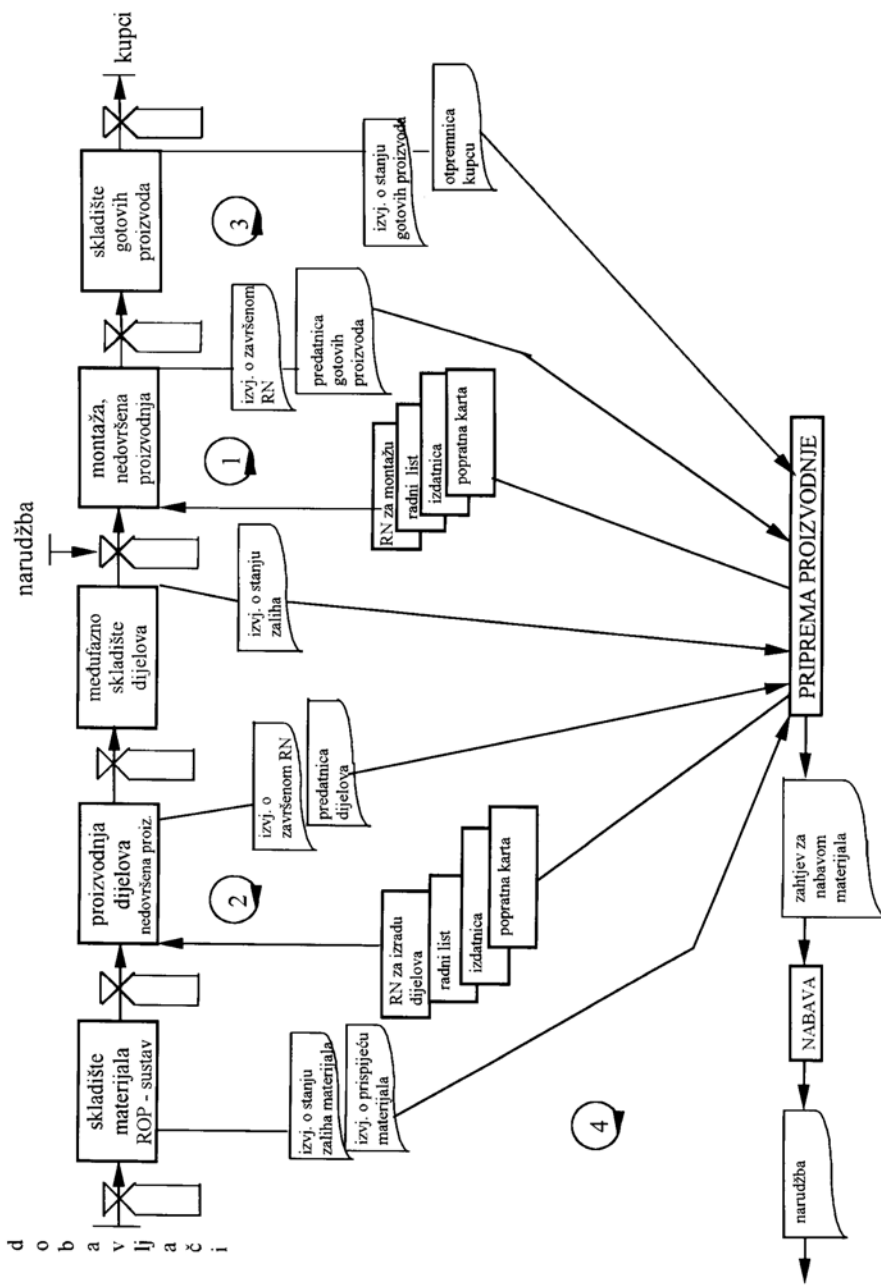 dobavljači
skladište
materijala
ROP - sustav
proizvodnja
dijelova
nedovršena proiz.
međufazno
skladište
dijelova
narudžba
montaža,
nedovršena
proizvodnja
skladište
gotovih
proizvoda
kupci
izvj. o stanju
zaliha materijala
izvj. o prispijeću
materijala
2
izvj. o
završenom RN
predatnica
dijelova
RN za izradu
dijelova
radni list
izdatnica
popratna karta
izvj. o stanju
zaliha
1
izvj. o završenom
RN
predatnica
gotovih
proizvoda
RN za montažu
radni list
izdatnica
popratna karta
3
izvj. o stanju
gotovih proizvoda
otpremnica
kupcu
4
narudžba
NABAVA
zahtjev za
nabavom
materijala
PRIPREMA PROIZVODNJE